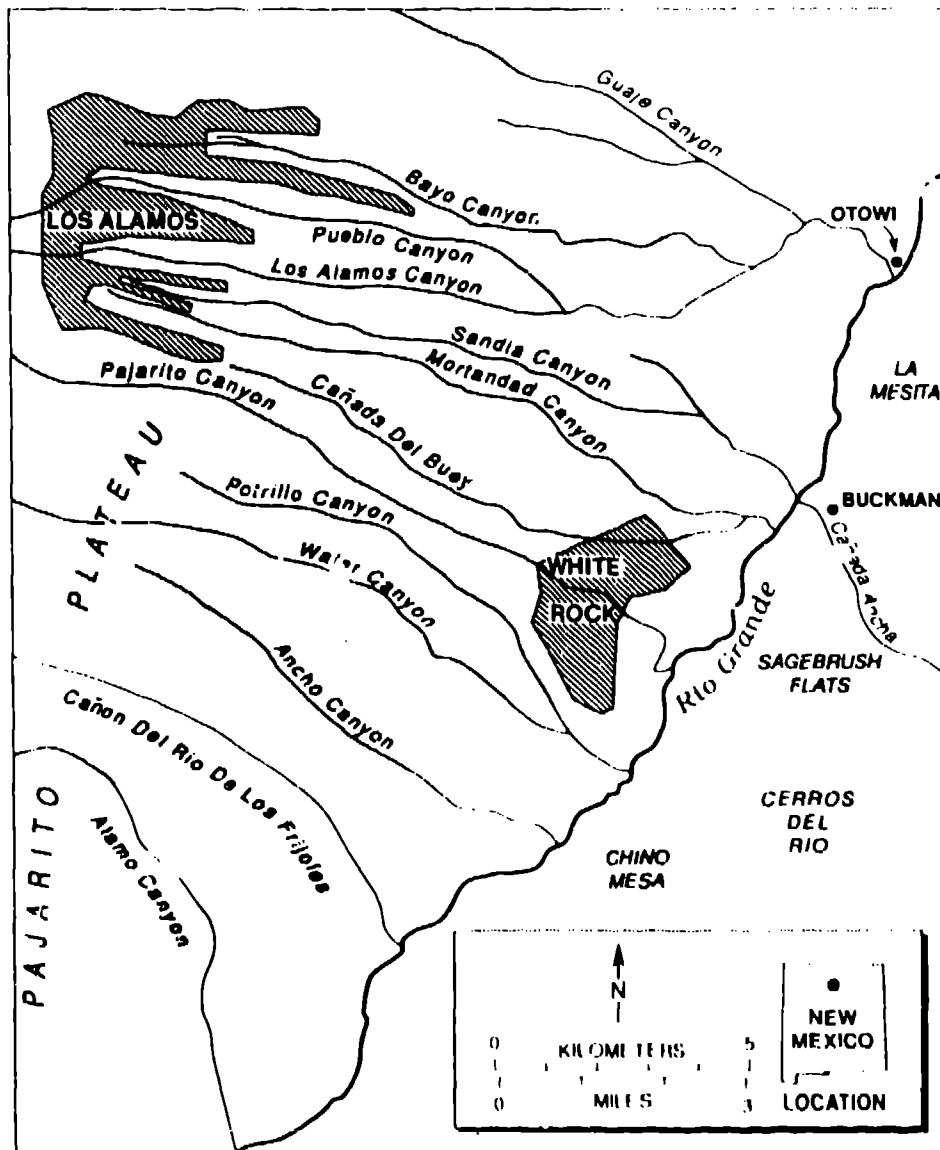 Guaje Canyon
Bayo Canyon
OTOWI
LOS ALAMOS
Pueblo Canyon
Los Alamos Canyon
Sandia Canyon
Mortandad Canyon
LA
MESITA
Pajarito Canyon
Cañada Del Buey
Potrillo Canyon
BUCKMAN
Cañada Ancha
Water Canyon
WHITE
ROCK
Rio Grande
SAGEBRUSH
FLATS
Ancho Canyon
Cañon Del Rio De Los Frijoles
Alamo Canyon
PAJARITO PLATEAU
CHINO
MESA
CERROS
DEL
RIO
N
0 KILOMETERS 5
0 MILES 3
NEW
MEXICO
LOCATION